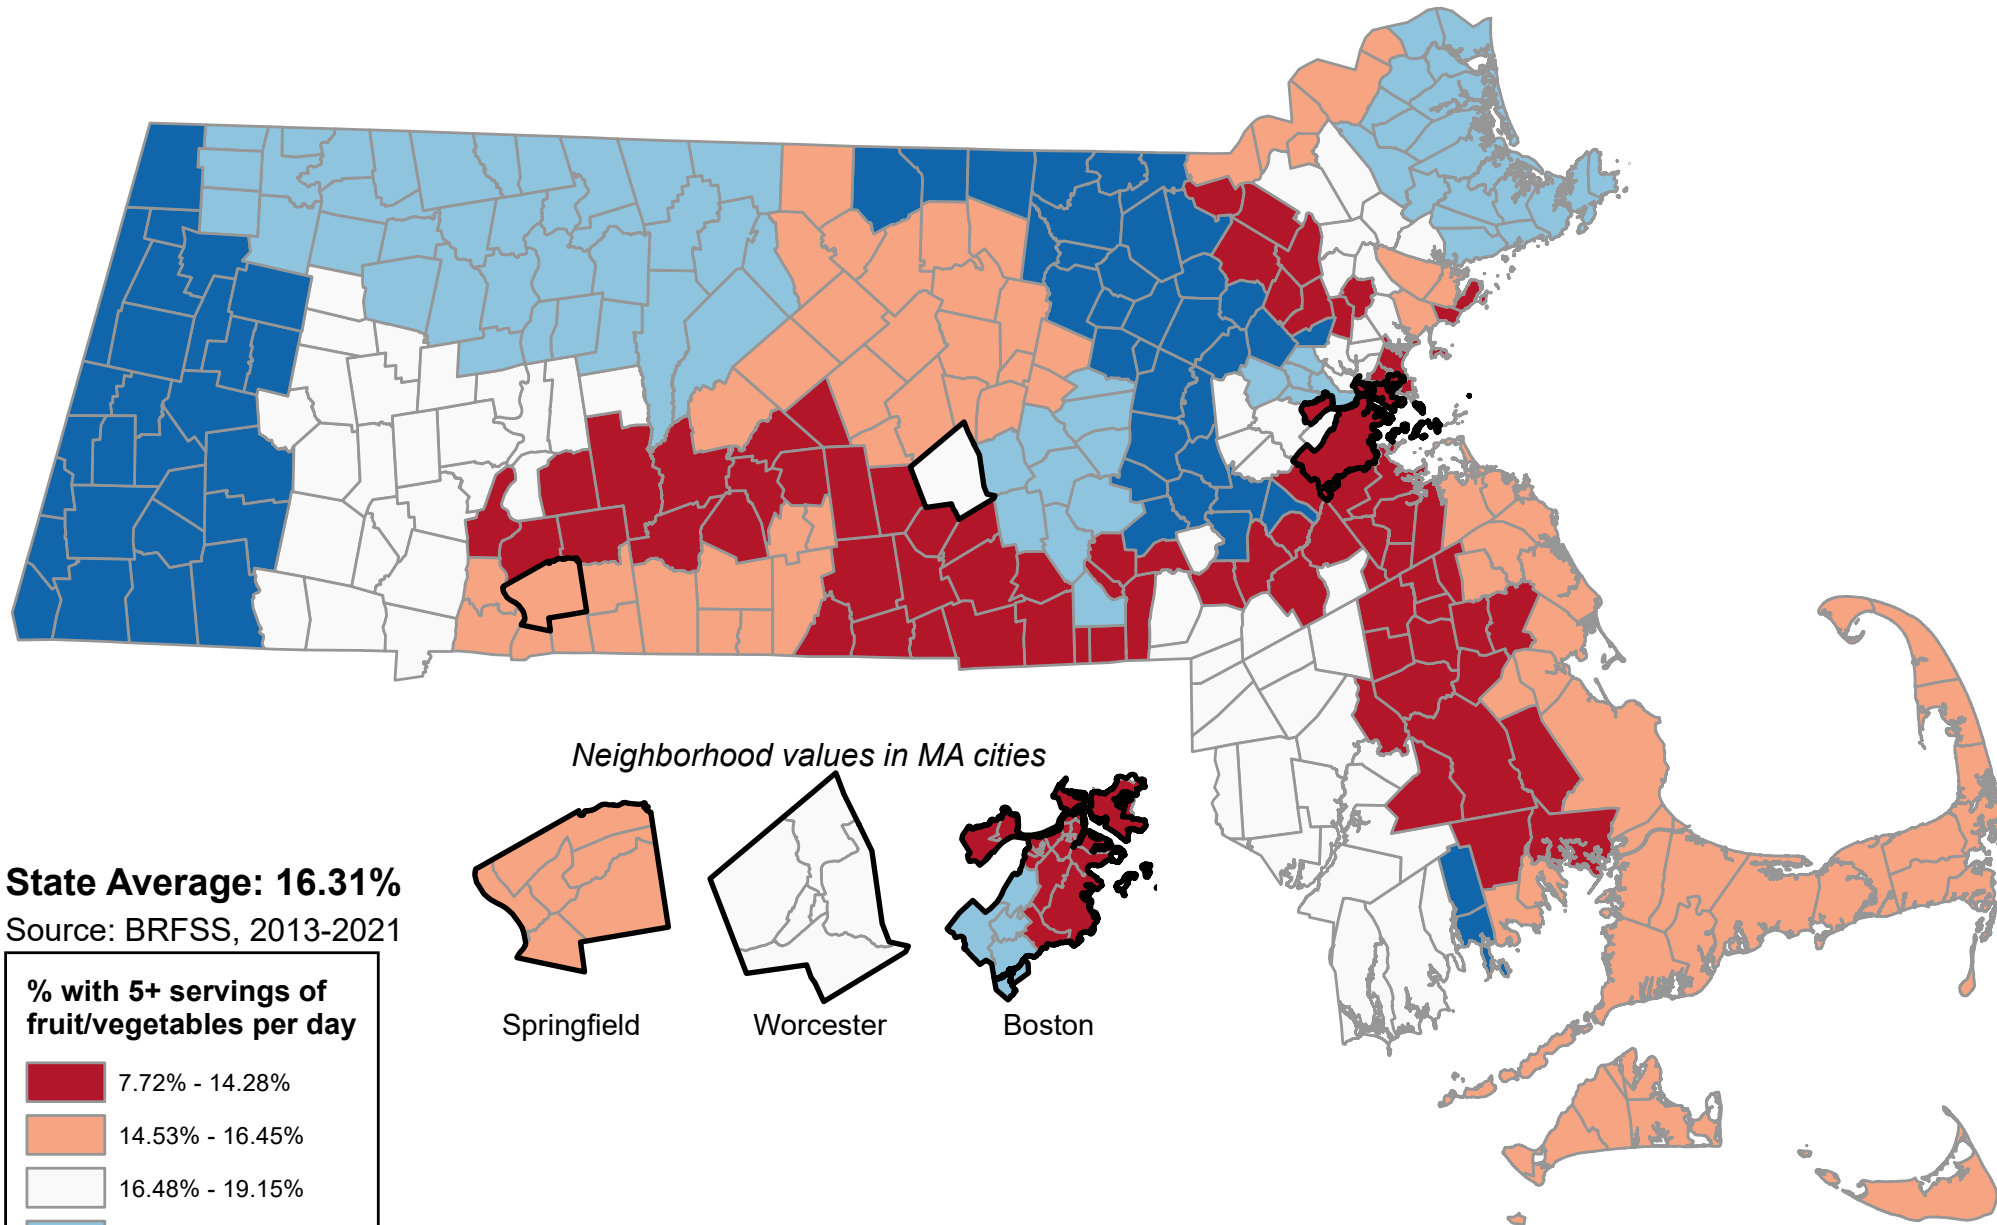 Neighborhood values in MA cities
Springfield
Worcester
Boston
State Average: 16.31%
Source: BRFSS, 2013-2021
% with 5+ servings of
fruit/vegetables per day
7.72% - 14.28%
14.53% - 16.45%
16.48% - 19.15%